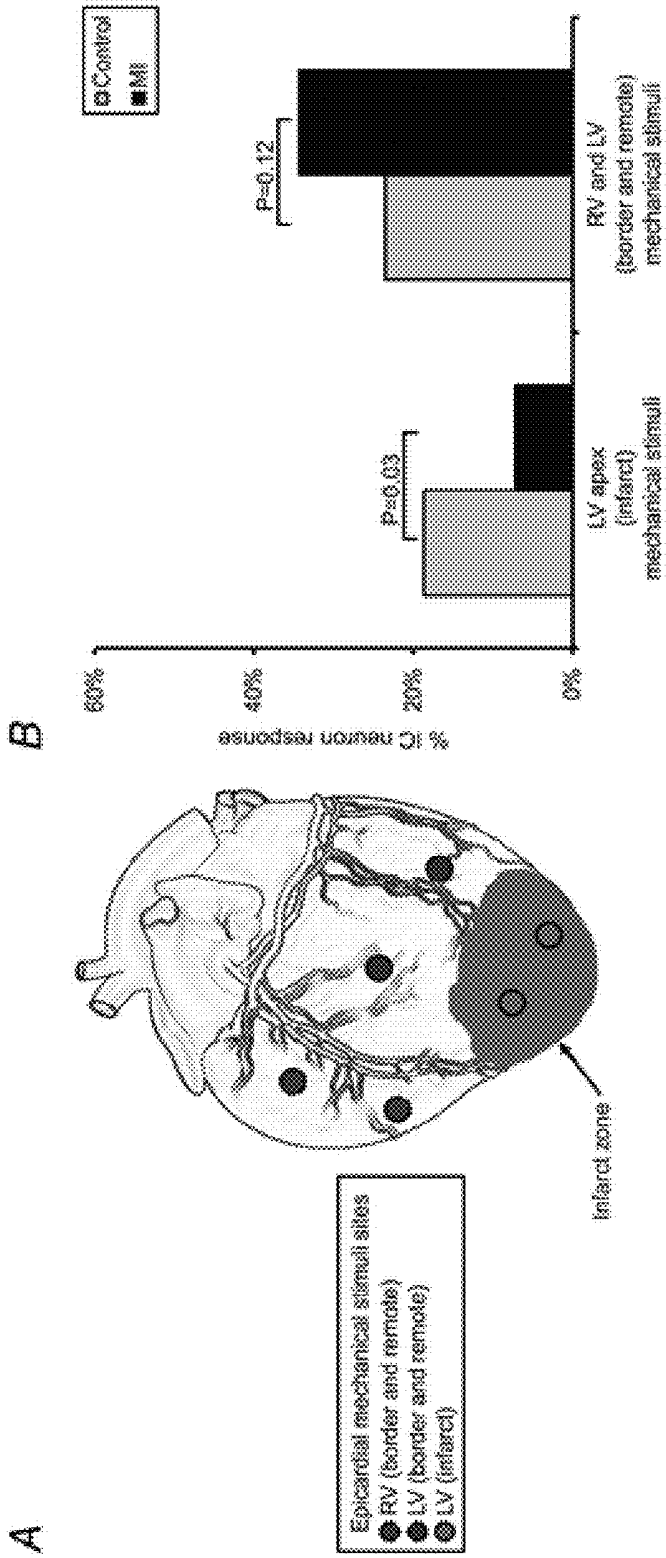 A
Epicardial mechanical stimuli sites
RV (border and remote)
LV (border and remote)
LV (infarct)
Infarct zone
B
% IC neuron response
60%
40%
20%
0%
P=0.03
P=0.12
Control
MI
LV apex
(infarct)
mechanical stimuli
RV and LV
(border and remote)
mechanical stimuli